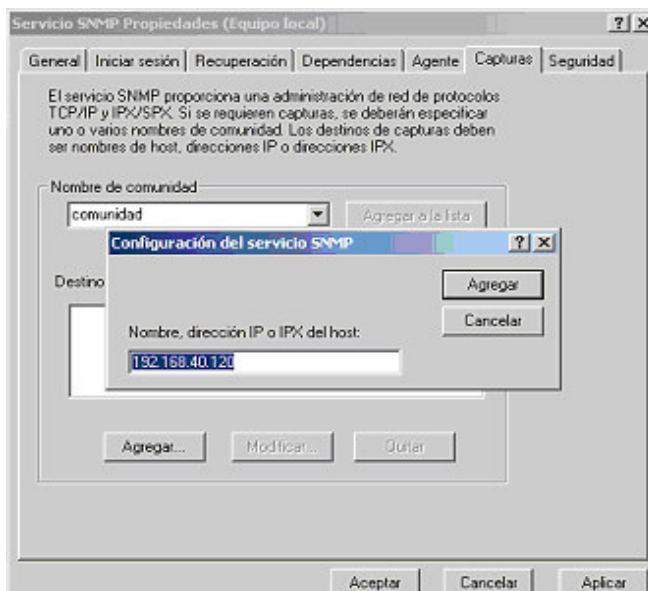 Servicio SNMP Propiedades (Equipo local)
General Iniciar sesión Recuperación Dependencias Agente Capturas Seguridad
El servicio SNMP proporciona una administración de red de protocolos
TCP/IP y IPX/SPX. Si se requieren capturas, se deberán especificar
uno o varios nombres de comunidad. Los destinos de capturas deben
ser nombres de host, direcciones IP o direcciones IPX.
Nombre de comunidad
comunidad
Agregar a la lista
Configuración del servicio SNMP
Destino
Agregar
Cancelar
Nombre, dirección IP o IPX del host:
192.168.40.120
Agregar... Modificar... Quitar
Aceptar Cancelar Aplicar